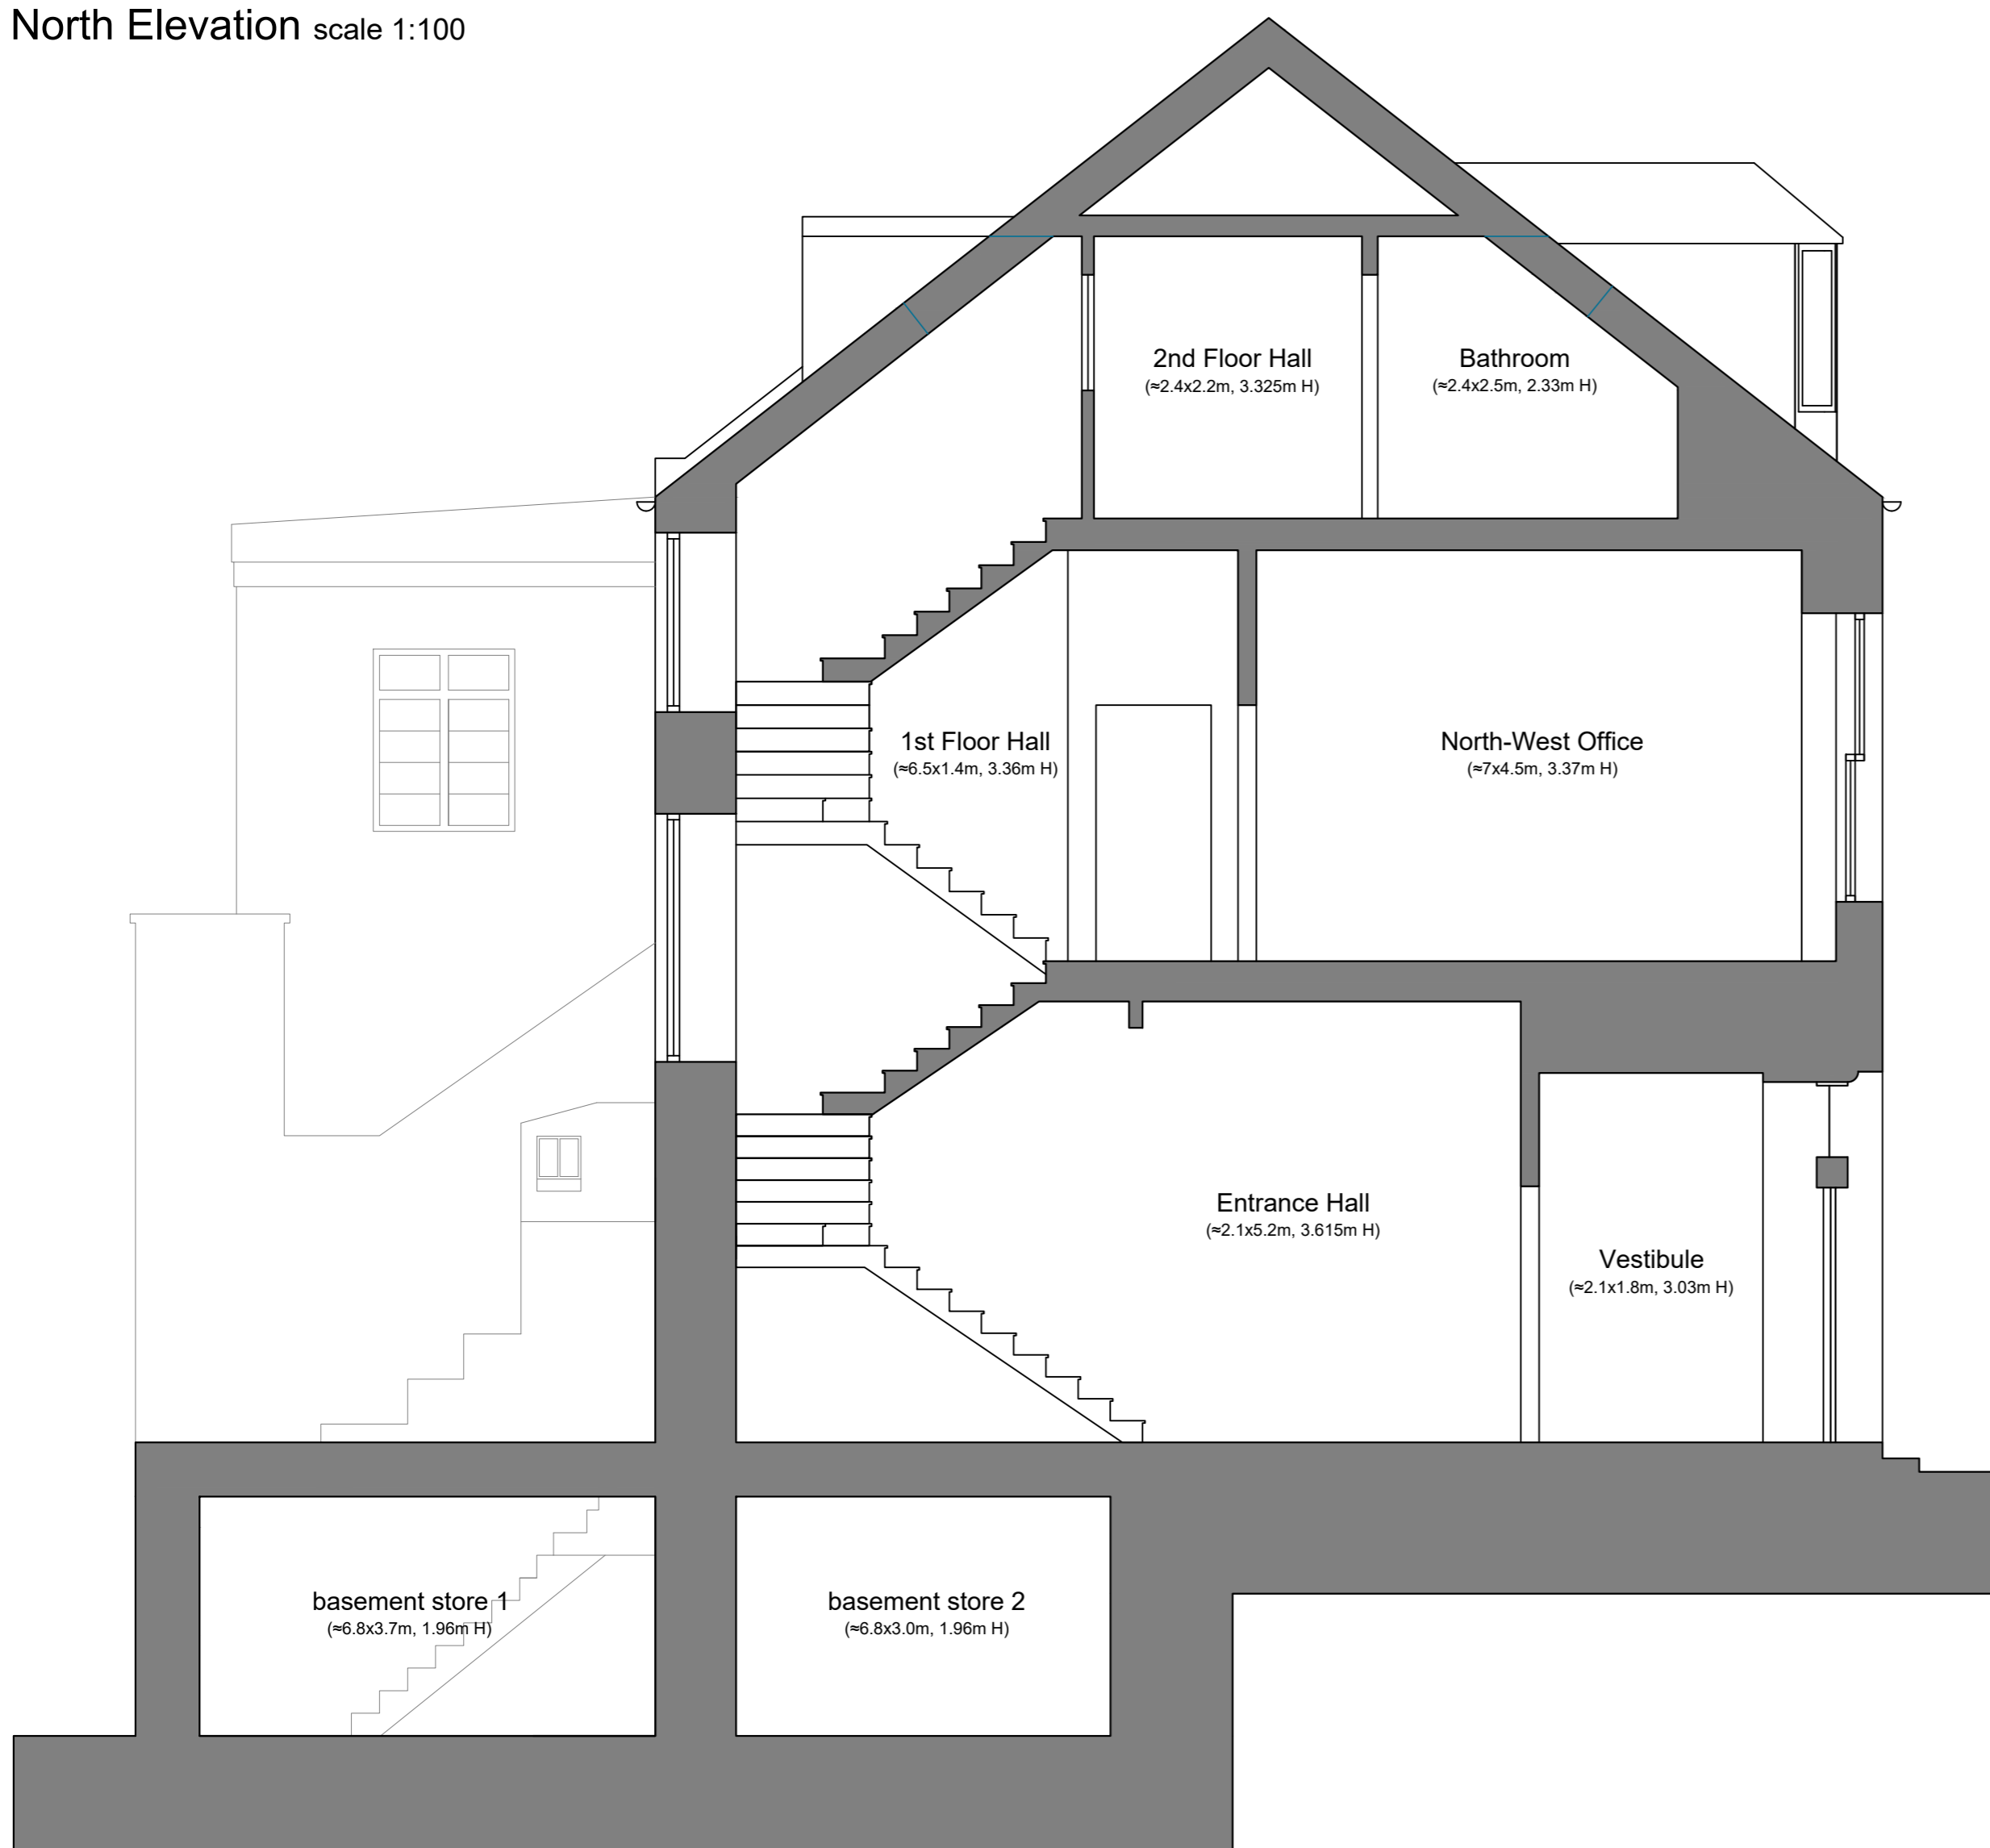 North Elevation scale 1:100
2nd Floor Hall
(≈2.4x2.2m, 3.325m H)
Bathroom
(≈2.4x2.5m, 2.33m H)
1st Floor Hall
(≈6.5x1.4m, 3.36m H)
North-West Office
(≈7x4.5m, 3.37m H)
Entrance Hall
(≈2.1x5.2m, 3.615m H)
Vestibule
(≈2.1x1.8m, 3.03m H)
basement store 1
(≈6.8x3.7m, 1.96m H)
basement store 2
(≈6.8x3.0m, 1.96m H)